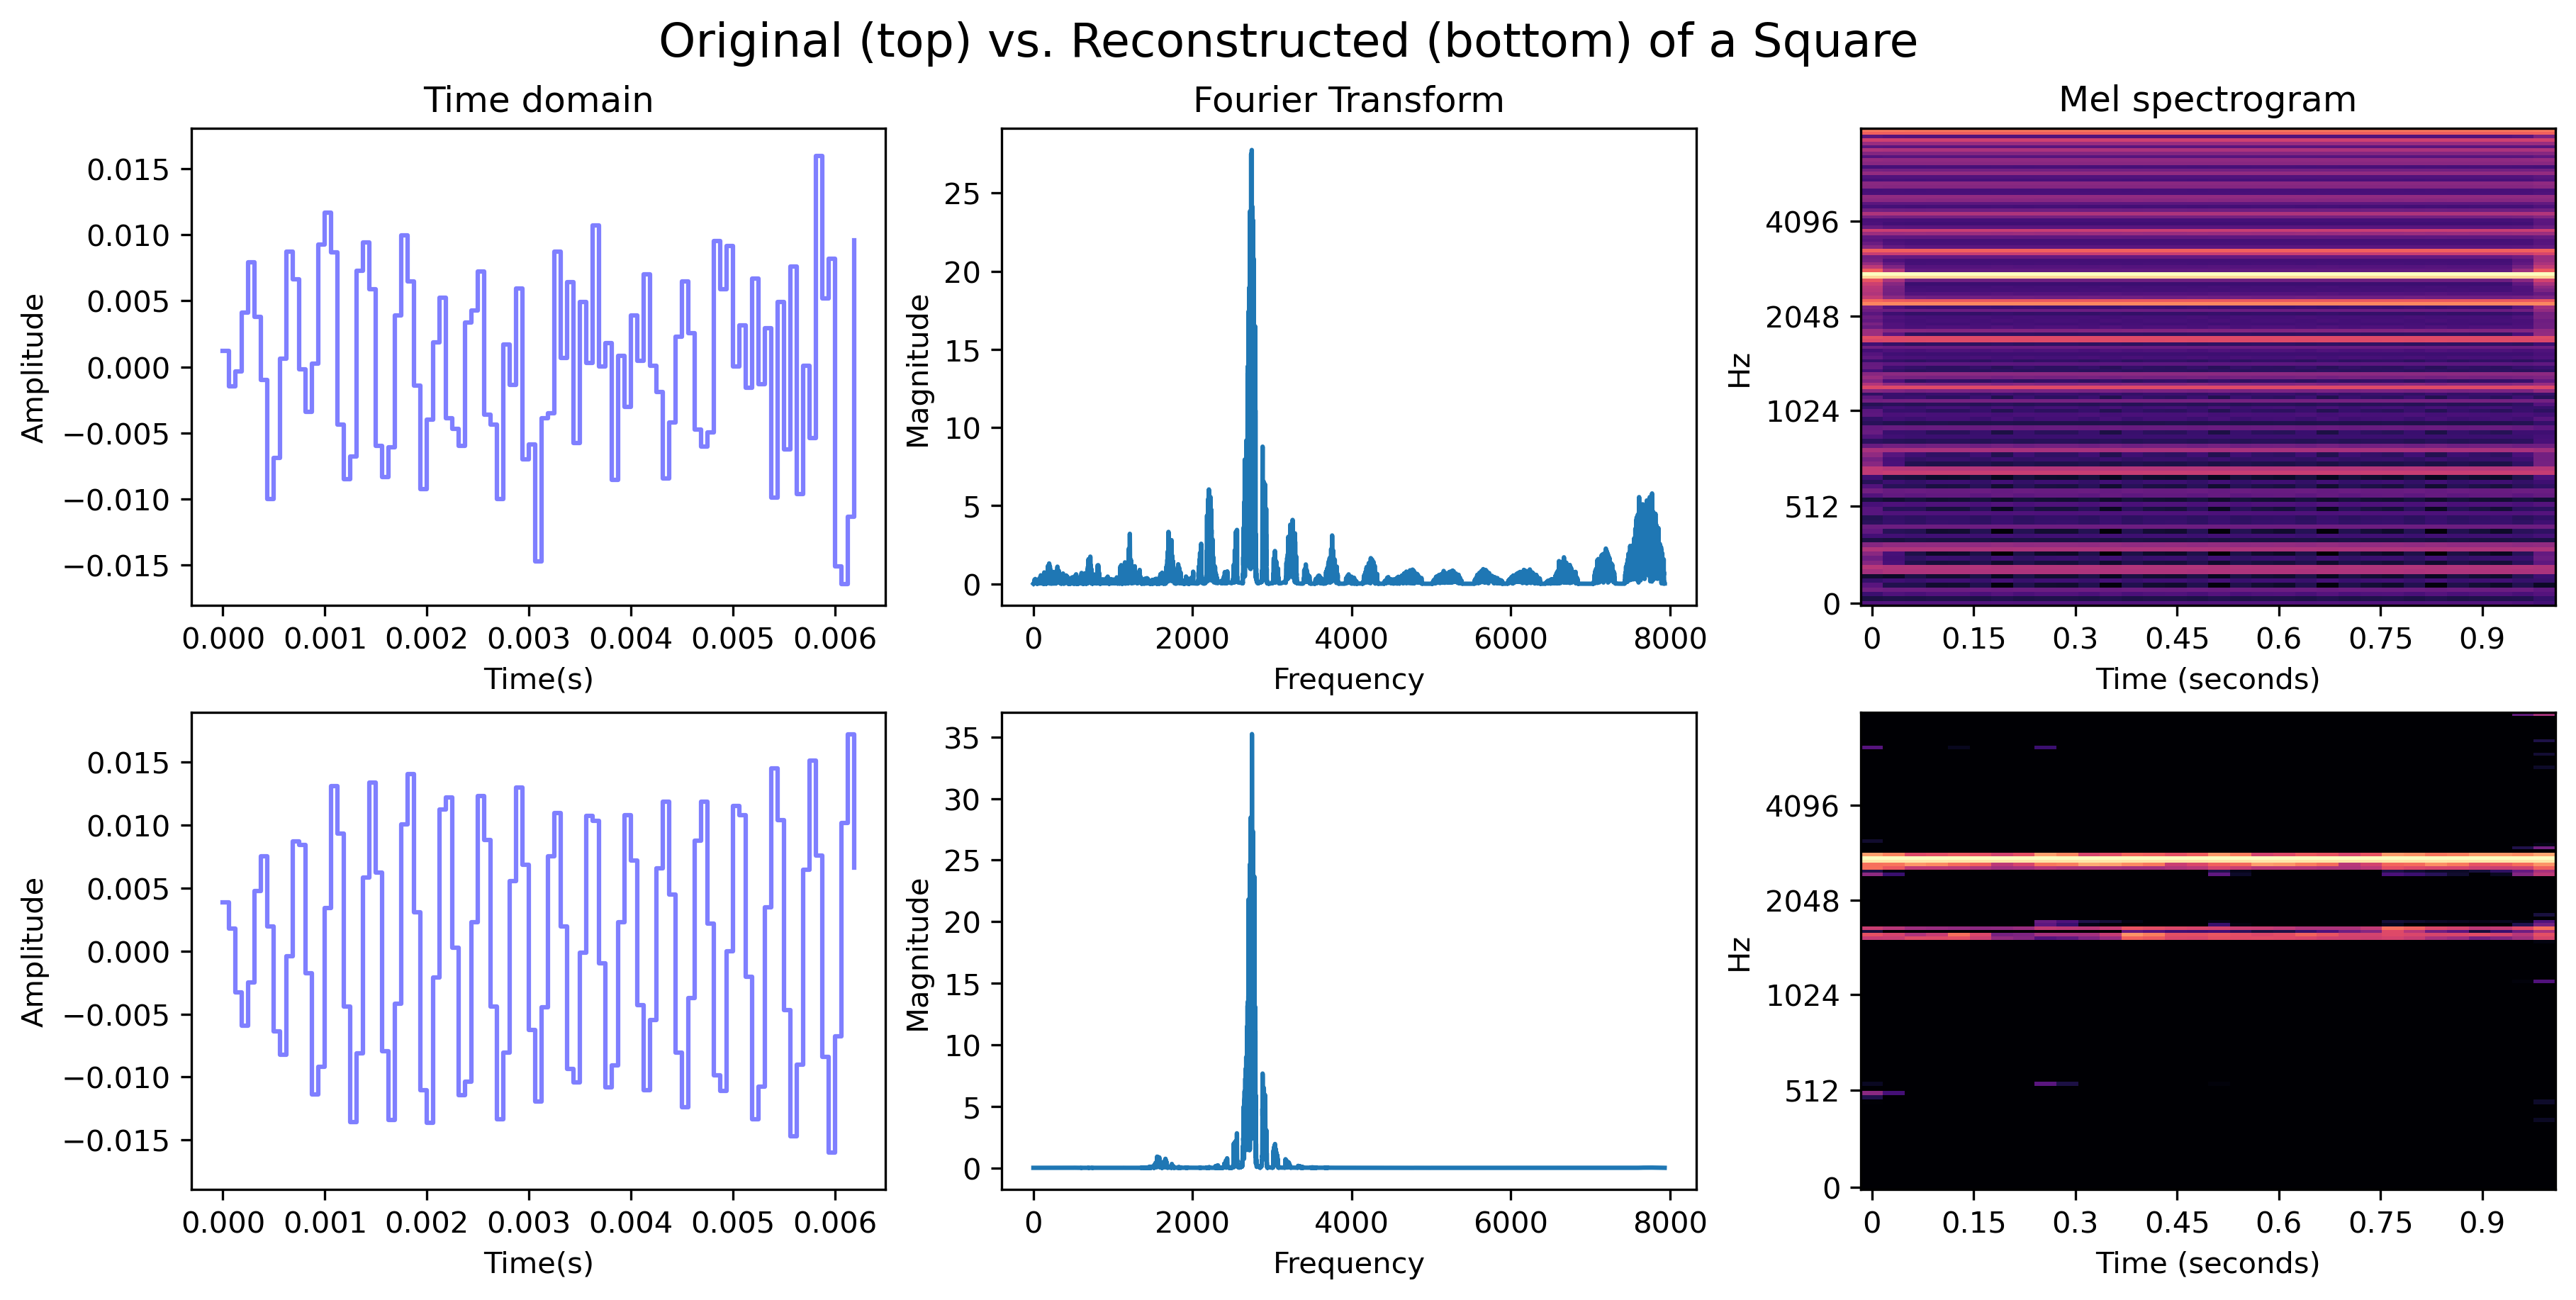 Original (top) vs. Reconstructed (bottom) of a Square
Time domain
Fourier Transform
Mel spectrogram
Amplitude
0.015
0.010
0.005
0.000
−0.005
−0.010
−0.015
0.000 0.001 0.002 0.003 0.004 0.005 0.006
Time(s)
Magnitude
25
20
15
10
5
0
0 2000 4000 6000 8000
Frequency
Hz
4096
2048
1024
512
0
0 0.15 0.3 0.45 0.6 0.75 0.9
Time (seconds)
Amplitude
0.015
0.010
0.005
0.000
−0.005
−0.010
−0.015
0.000 0.001 0.002 0.003 0.004 0.005 0.006
Time(s)
Magnitude
35
30
25
20
15
10
5
0
0 2000 4000 6000 8000
Frequency
Hz
4096
2048
1024
512
0
0 0.15 0.3 0.45 0.6 0.75 0.9
Time (seconds)